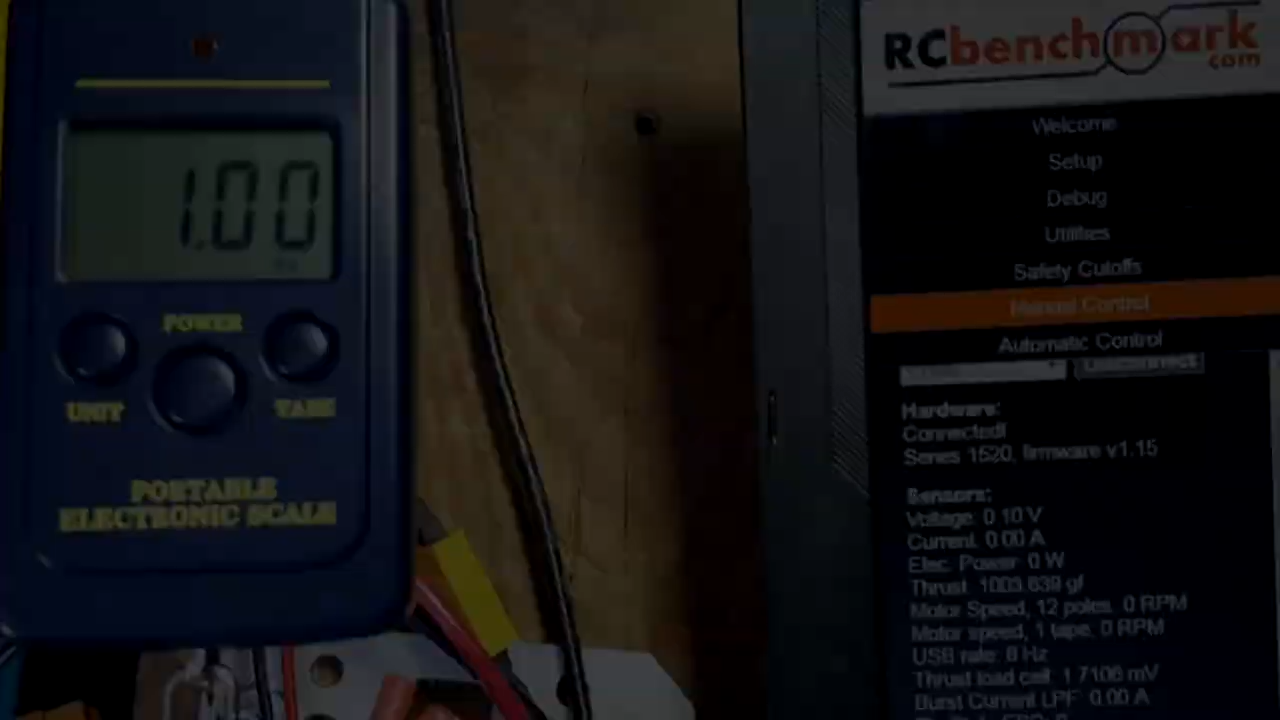 1.00
POWER
UNIT
TARE
PORTABLE
ELECTRONIC SCALE
RCbenchmark
.com
Welcome
Setup
Debug
Utilities
Safety Cutoffs
Manual Control
Automatic Control
Disconnect
Hardware:
Connected!
Series 1520, firmware v1.15
Sensors:
Voltage: 0.10 V
Current: 0.00 A
Elec. Power: 0 W
Thrust: 1003.639 gf
Motor Speed, 12 poles: 0 RPM
Motor speed, 1 tape: 0 RPM
USB rate: 8 Hz
Thrust load cell: 1.7106 mV
Burst Current LPF: 0.00 A